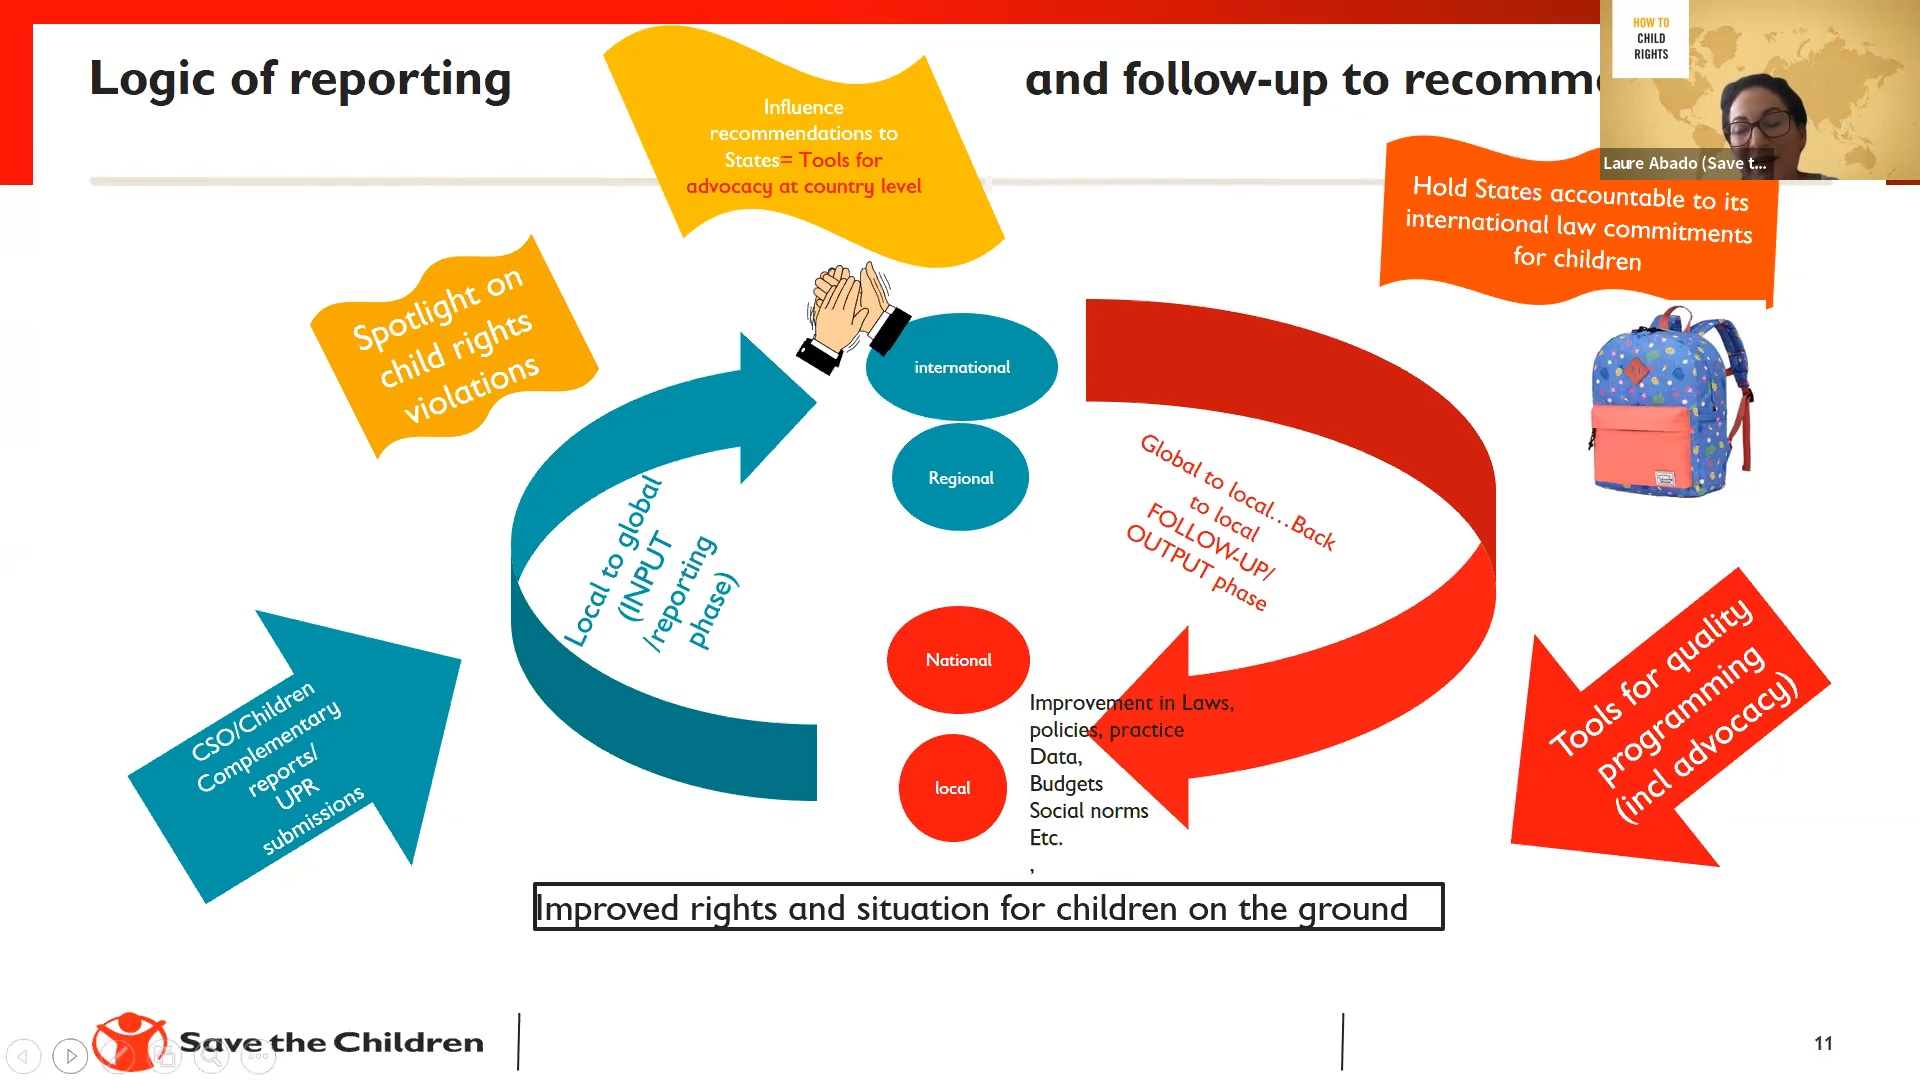 Logic of reporting
and follow-up to recomm
HOW TO
CHILD
RIGHTS
Laure Abado (Save t...
Influence
recommendations to
States= Tools for
advocacy at country level
Hold States accountable to its
international law commitments
for children
Spotlight on
child rights
violations
international
Regional
Local to global
(INPUT
/reporting
phase)
Global to local...Back
to local
FOLLOW-UP/
OUTPUT phase
National
local
Improvement in Laws,
policies, practice
Data,
Budgets
Social norms
Etc.
,
CSO/Children
Complementary
reports/
UPR
submissions
Tools for quality
programming
(incl advocacy)
Improved rights and situation for children on the ground
Save the Children
11